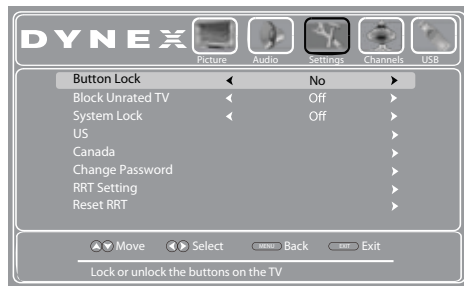 DYNEX
Picture Audio Settings Channels USB
Button Lock No
Block Unrated TV Off
System Lock Off
US
Canada
Change Password
RRT Setting
Reset RRT
Move Select MENU Back EXIT Exit
Lock or unlock the buttons on the TV